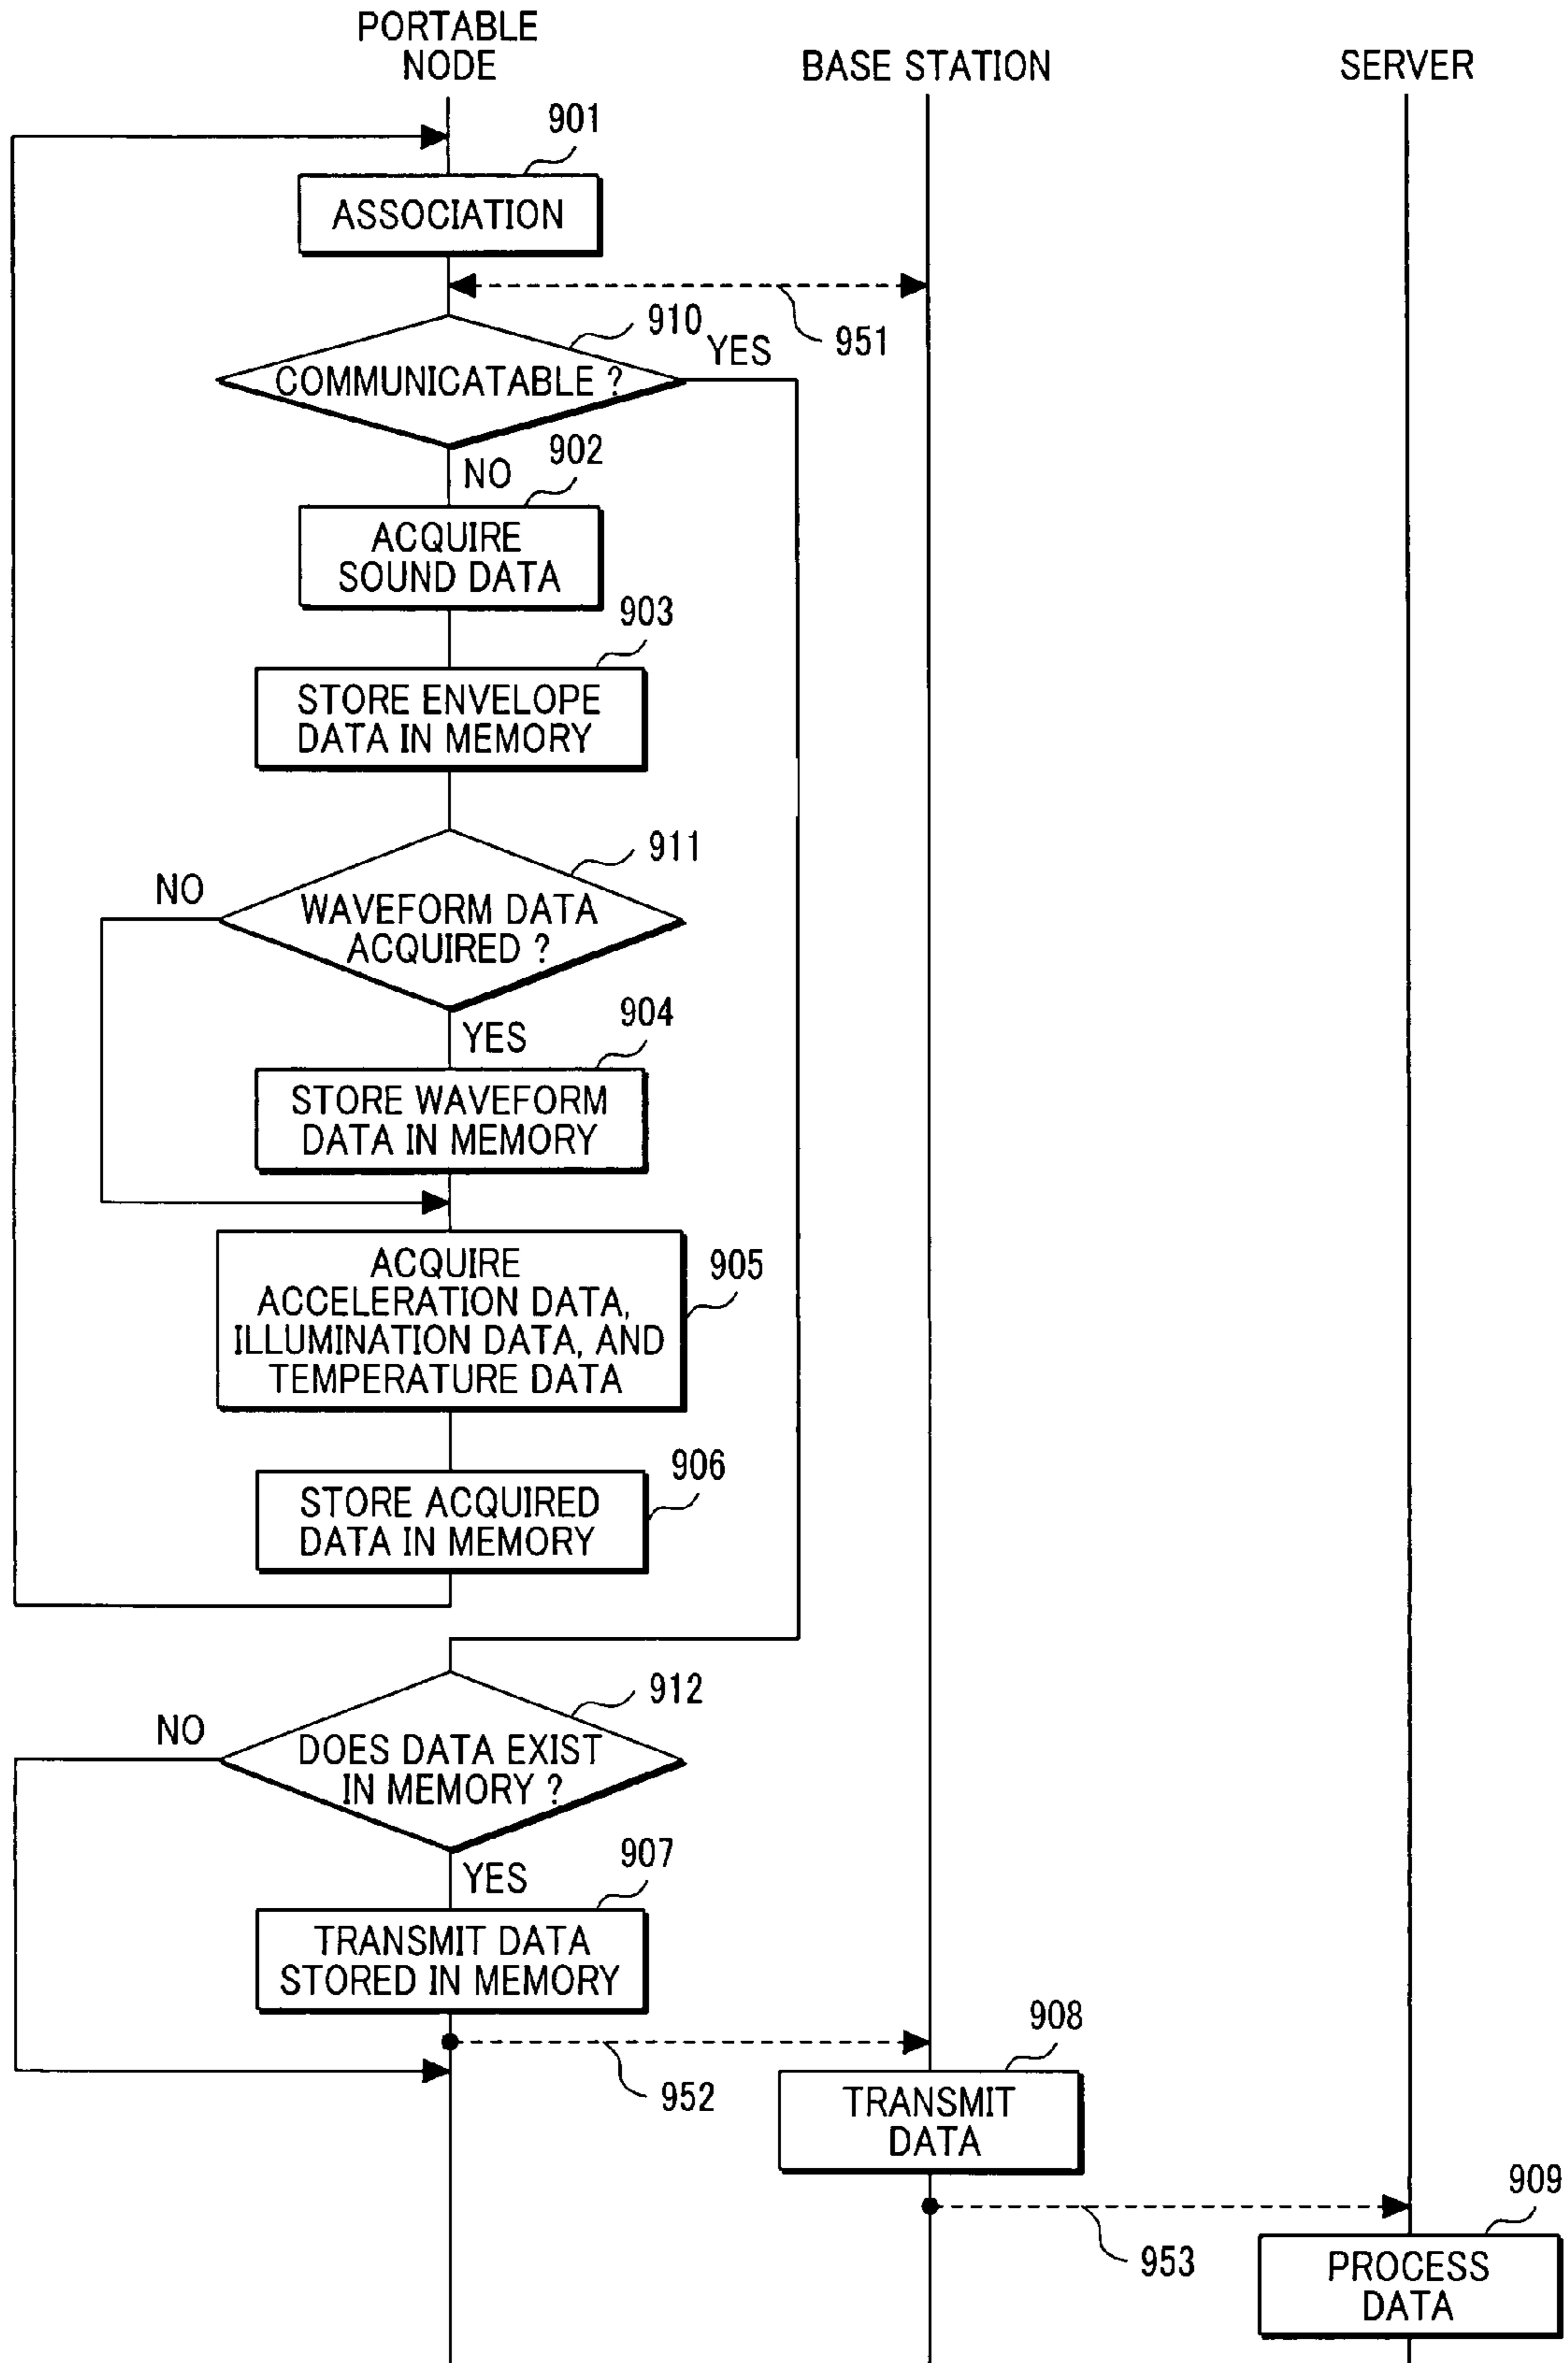 PORTABLE
NODE
BASE STATION
SERVER
901
ASSOCIATION
951
910
COMMUNICATABLE ?
YES
NO
902
ACQUIRE
SOUND DATA
903
STORE ENVELOPE
DATA IN MEMORY
911
NO
WAVEFORM DATA
ACQUIRED ?
YES
904
STORE WAVEFORM
DATA IN MEMORY
905
ACQUIRE
ACCELERATION DATA,
ILLUMINATION DATA, AND
TEMPERATURE DATA
906
STORE ACQUIRED
DATA IN MEMORY
912
NO
DOES DATA EXIST
IN MEMORY ?
YES
907
TRANSMIT DATA
STORED IN MEMORY
952
908
TRANSMIT
DATA
953
909
PROCESS
DATA